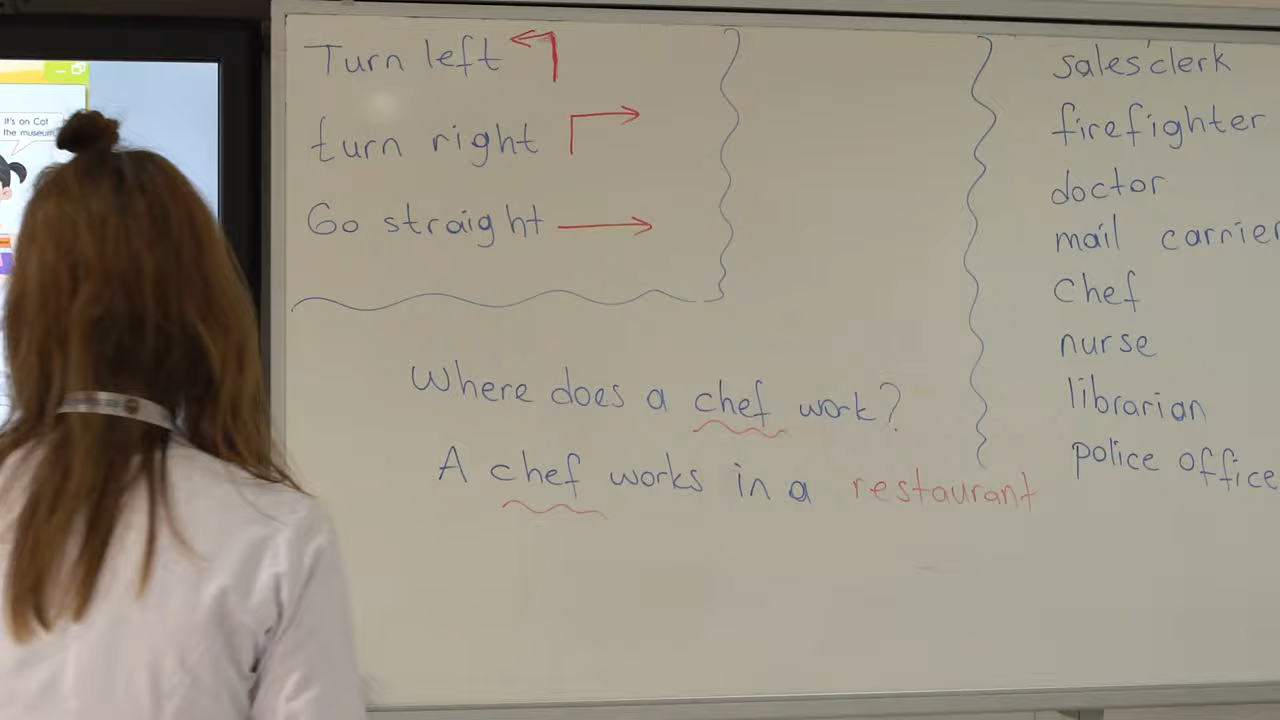 It's on Cat
the museum
Turn left
turn right
Go straight
Where does a chef work?
A chef works in a restaurant
sales'clerk
firefighter
doctor
mail carrier
chef
nurse
librarian
police office